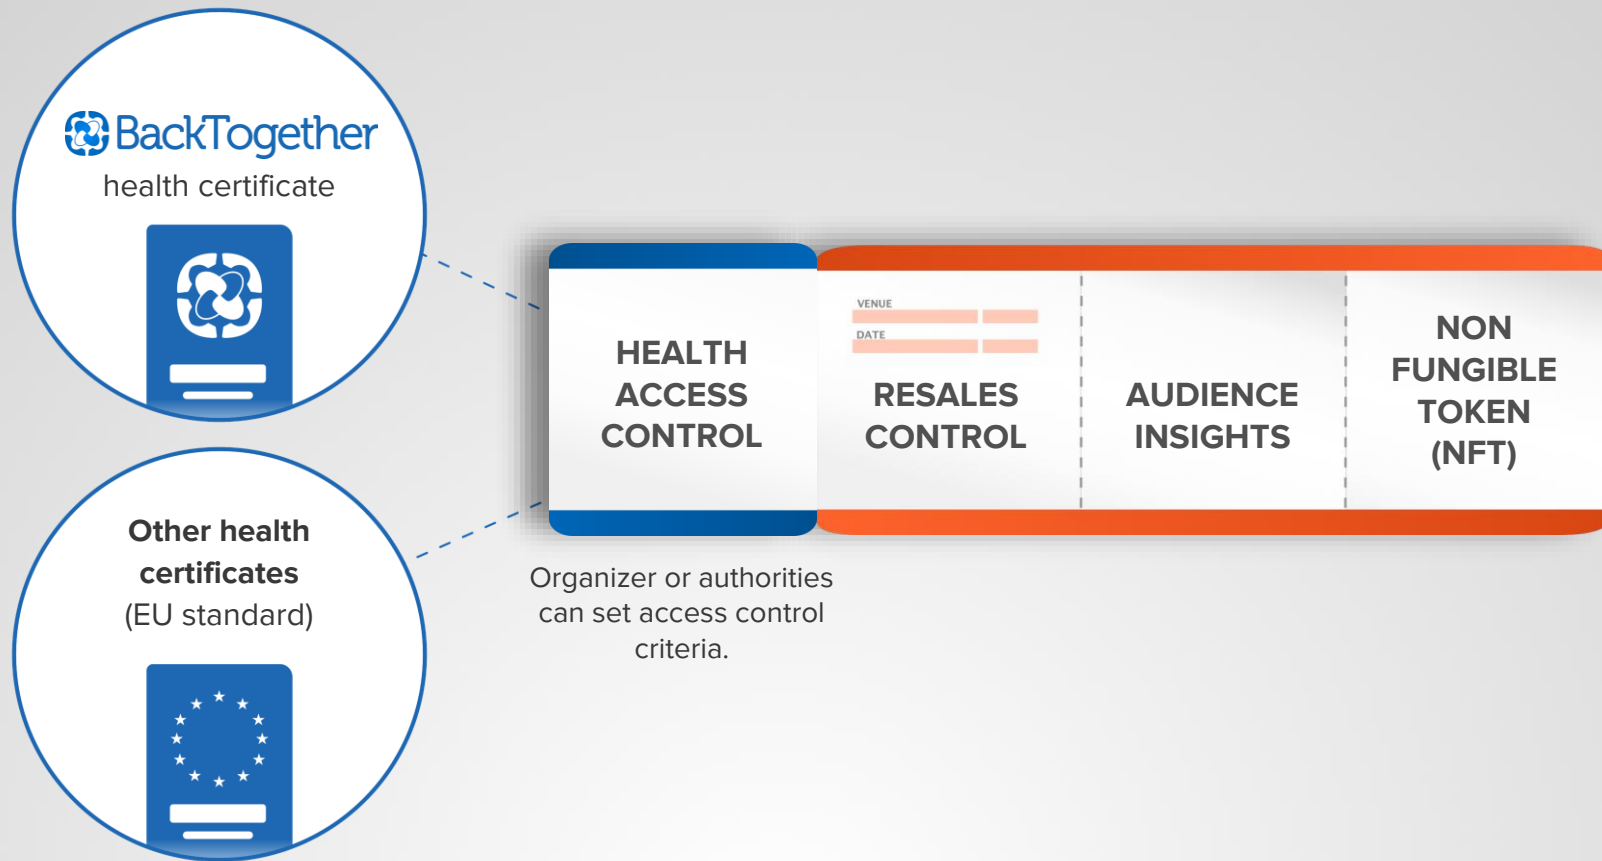 BackTogether
health certificate
Other health
certificates
(EU standard)
HEALTH
ACCESS
CONTROL
Organizer or authorities
can set access control
criteria.
VENUE
DATE
RESALES
CONTROL
AUDIENCE
INSIGHTS
NON
FUNGIBLE
TOKEN
(NFT)